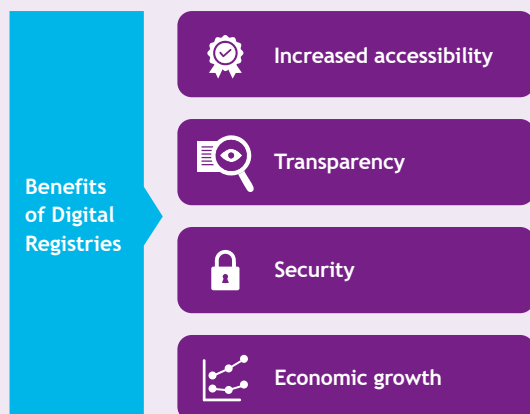 Benefits
of Digital
Registries
Increased accessibility
Transparency
Security
Economic growth